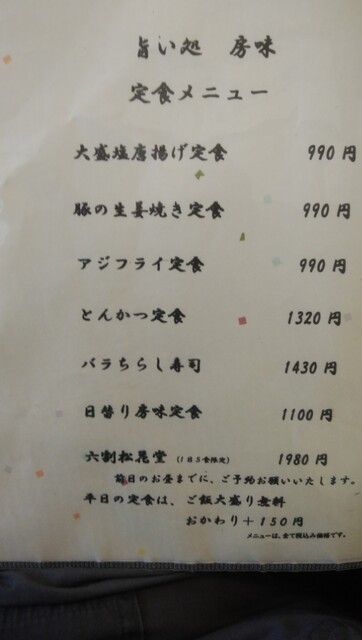 旨い処 房味
定食メニュー
大盛塩唐揚げ定食 990円
豚の生姜焼き定食 990円
アジフライ定食 990円
とんかつ定食 1320円
バラちらし寿司 1430円
日替り房味定食 1100円
六割松花堂 (1日5食限定) 1980円
前日のお昼までに、ご予約お願いいたします。
平日の定食は、ご飯大盛り無料
おかわり+150円
メニューは、全て税込み価格です。